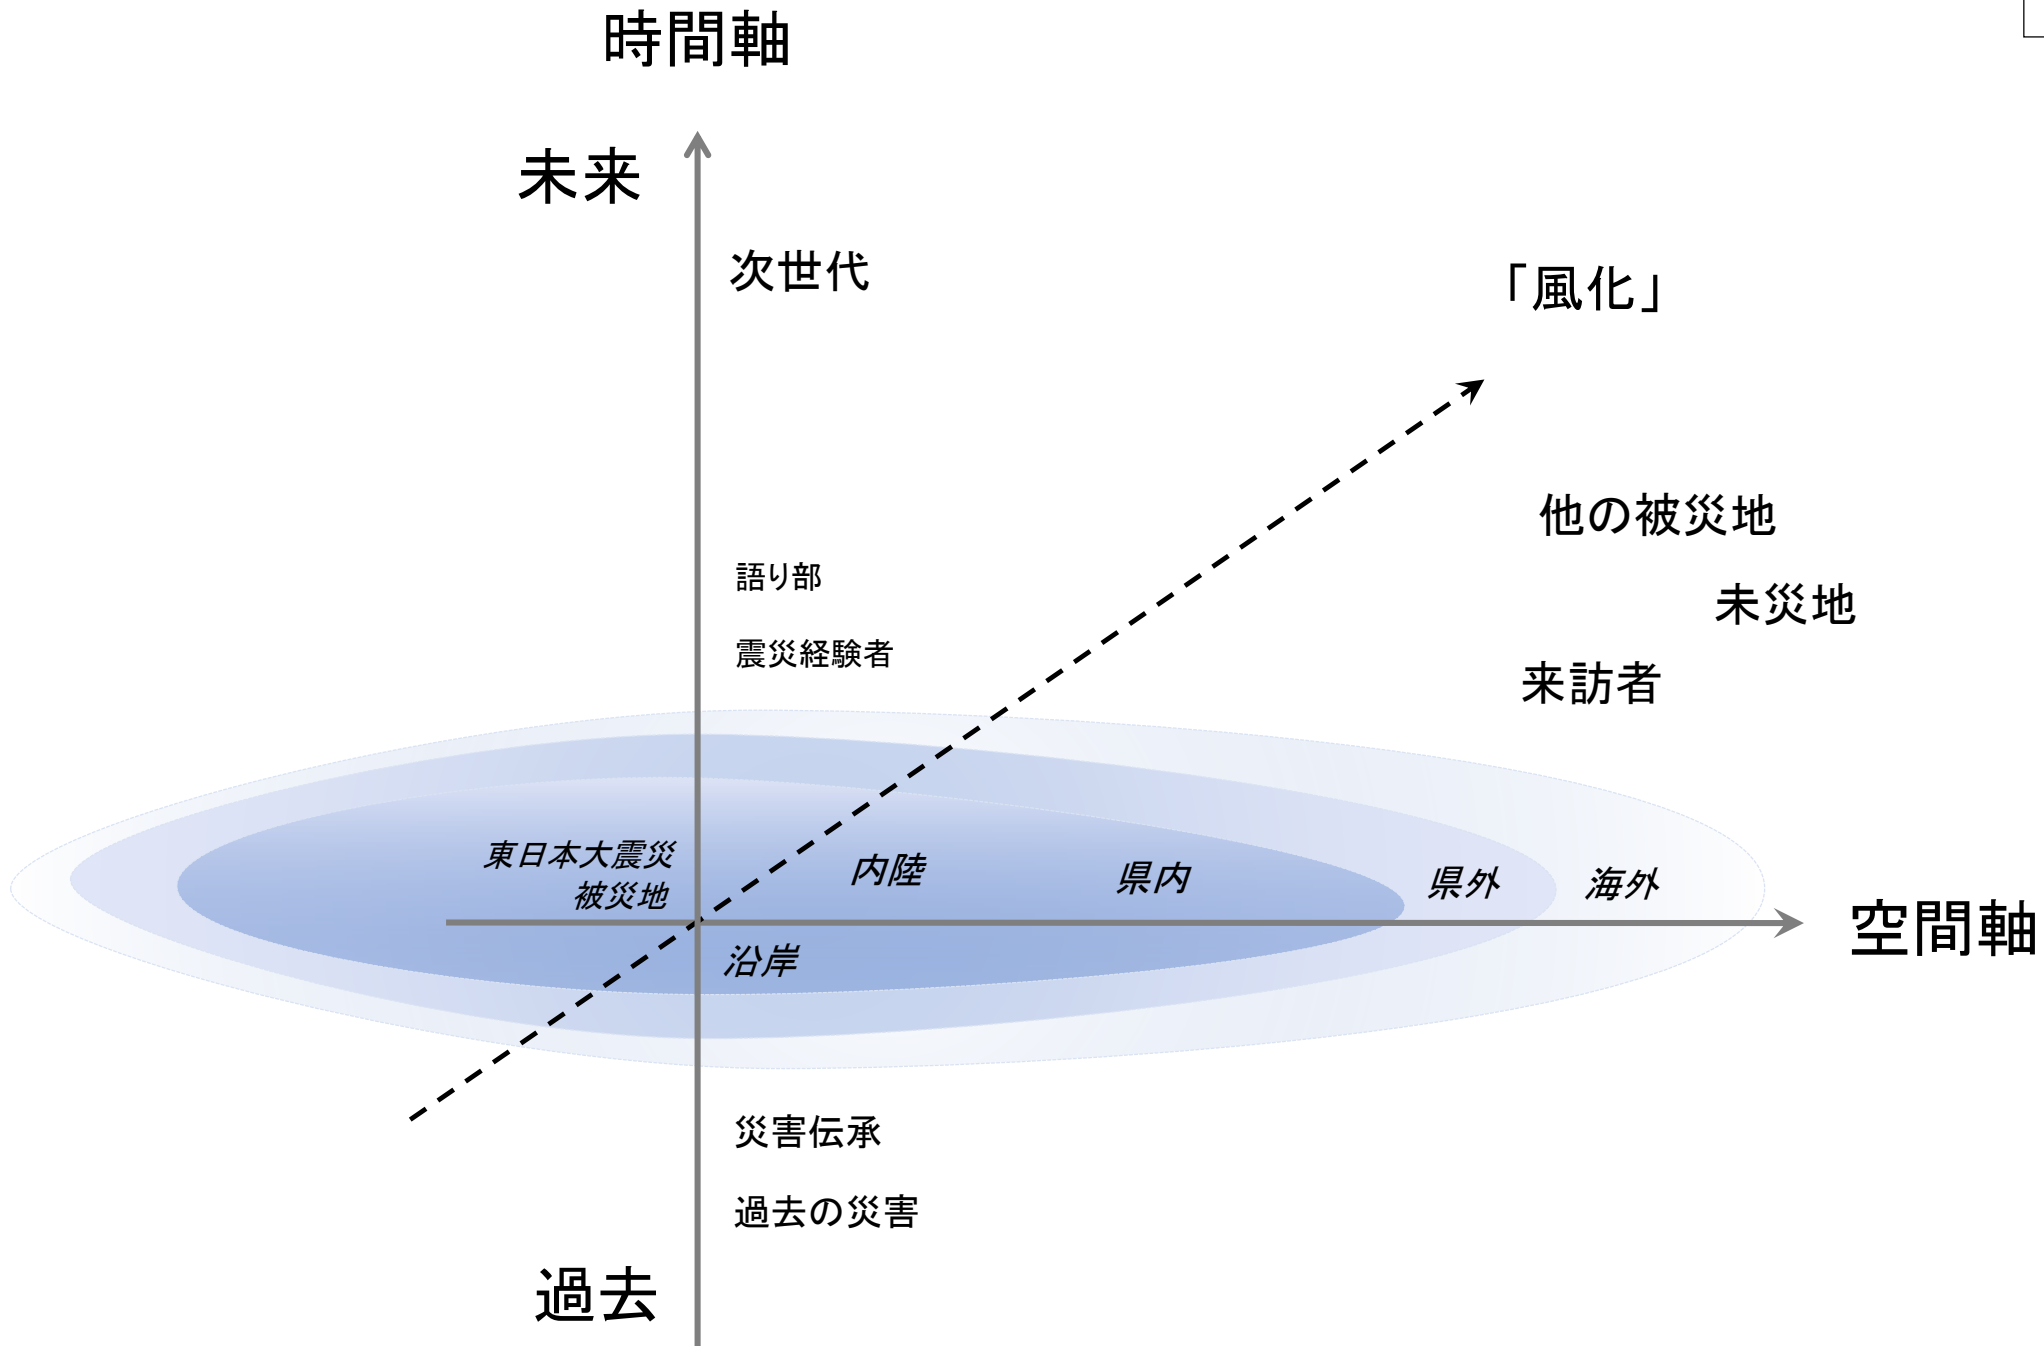 時間軸
未来
次世代
「風化」
他の被災地
語り部
未災地
震災経験者
来訪者
東日本大震災
被災地
内陸
県内
県外
海外
空間軸
沿岸
災害伝承
過去の災害
過去